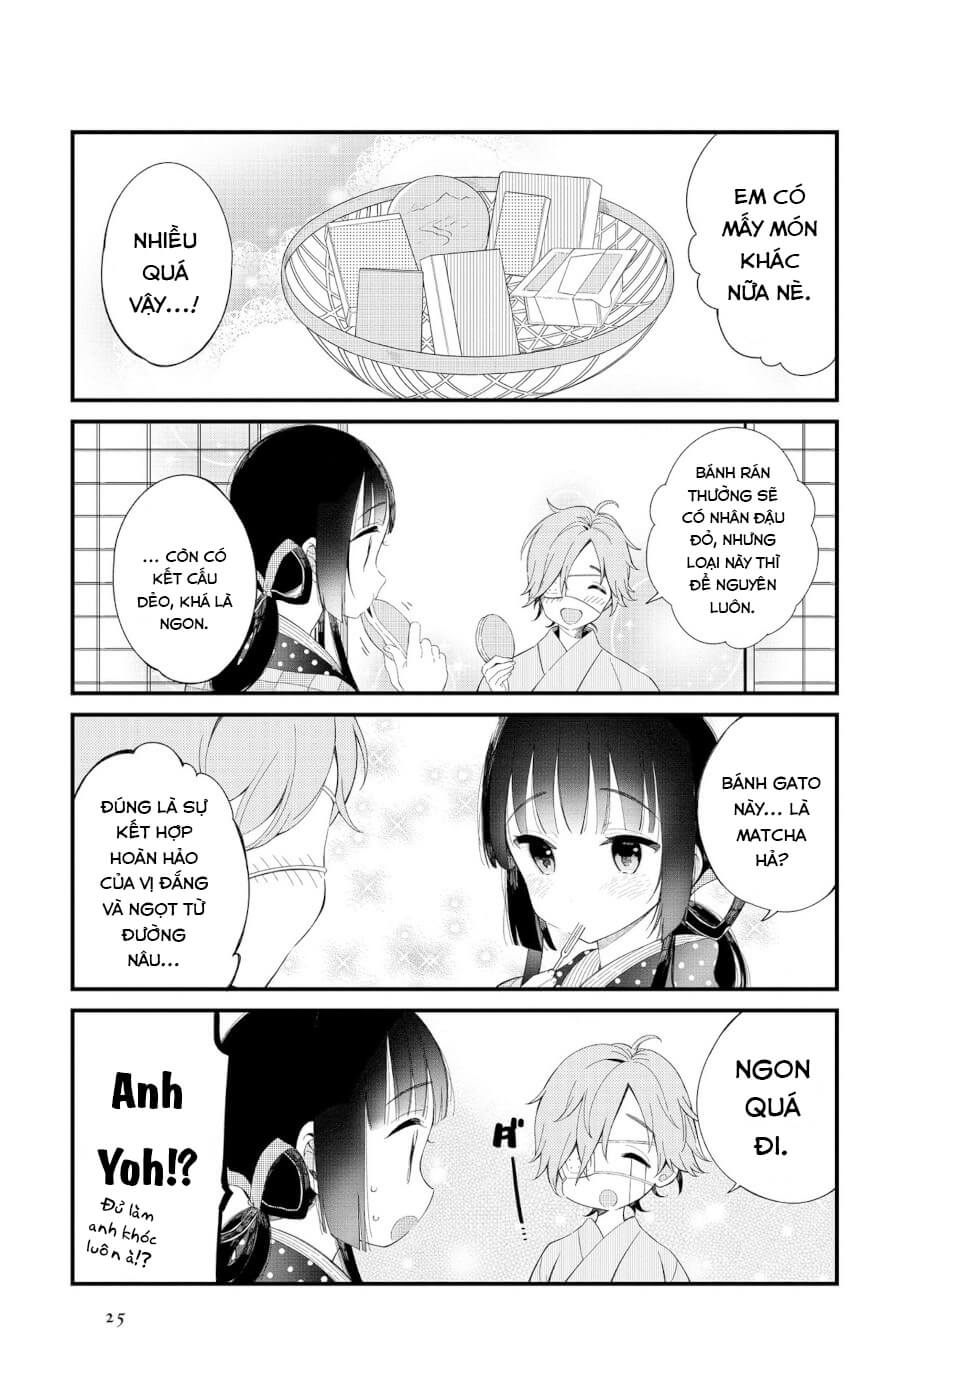 EM CÓ
MẤY MÓN
KHÁC
NỮA NÈ.
NHIỀU
QUÁ
VẬY...!
BÁNH RÁN
THƯỜNG SẼ
CÓ NHÂN ĐẬU
ĐỎ, NHƯNG
LOẠI NÀY THÌ
ĐỂ NGUYÊN
LUÔN.
... CÒN CÓ
KẾT CẤU
DẺO, KHÁ LÀ
NGON.
BÁNH GATO
NÀY... LÀ
MATCHA
HẢ?
ĐÚNG LÀ SỰ
KẾT HỢP
HOÀN HẢO
CỦA VỊ ĐẮNG
VÀ NGỌT TỪ
ĐƯỜNG
NÂU...
NGON
QUÁ
ĐI.
Anh
Yoh!?
Đủ làm
anh khóc
luôn à!?
25